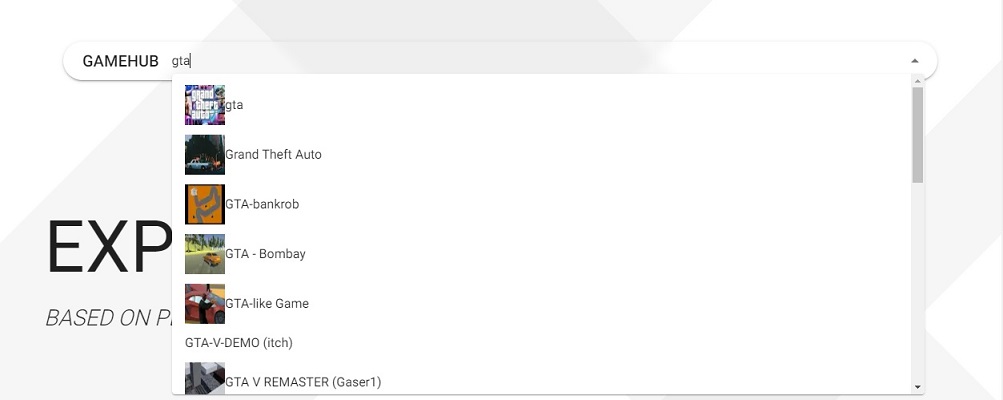 GAMEHUB gta
gta
Grand Theft Auto
GTA-bankrob
GTA - Bombay
GTA-like Game
GTA-V-DEMO (itch)
GTA V REMASTER (Gaser1)
EXP
BASED ON